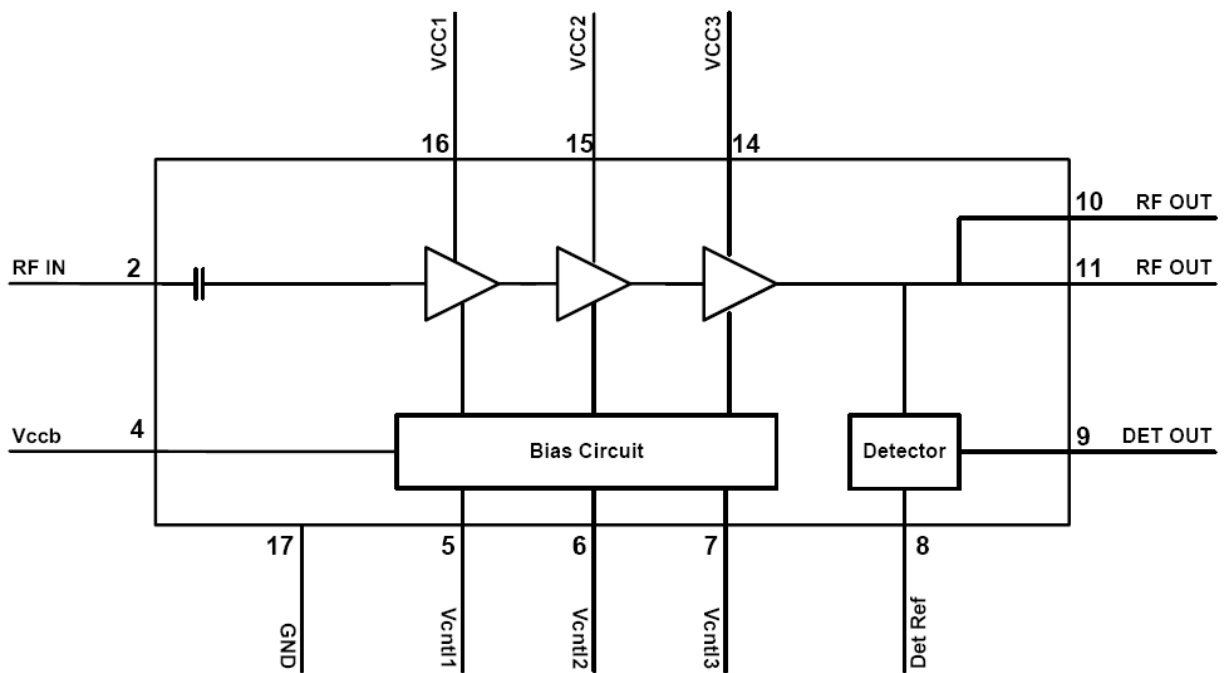 VCC1
VCC2
VCC3
16
15
14
10 RF OUT
RF IN 2
11 RF OUT
Vccb 4
Bias Circuit
Detector
9 DET OUT
17
5
6
7
8
GND
Vcntl1
Vcntl2
Vcntl3
Det Ref